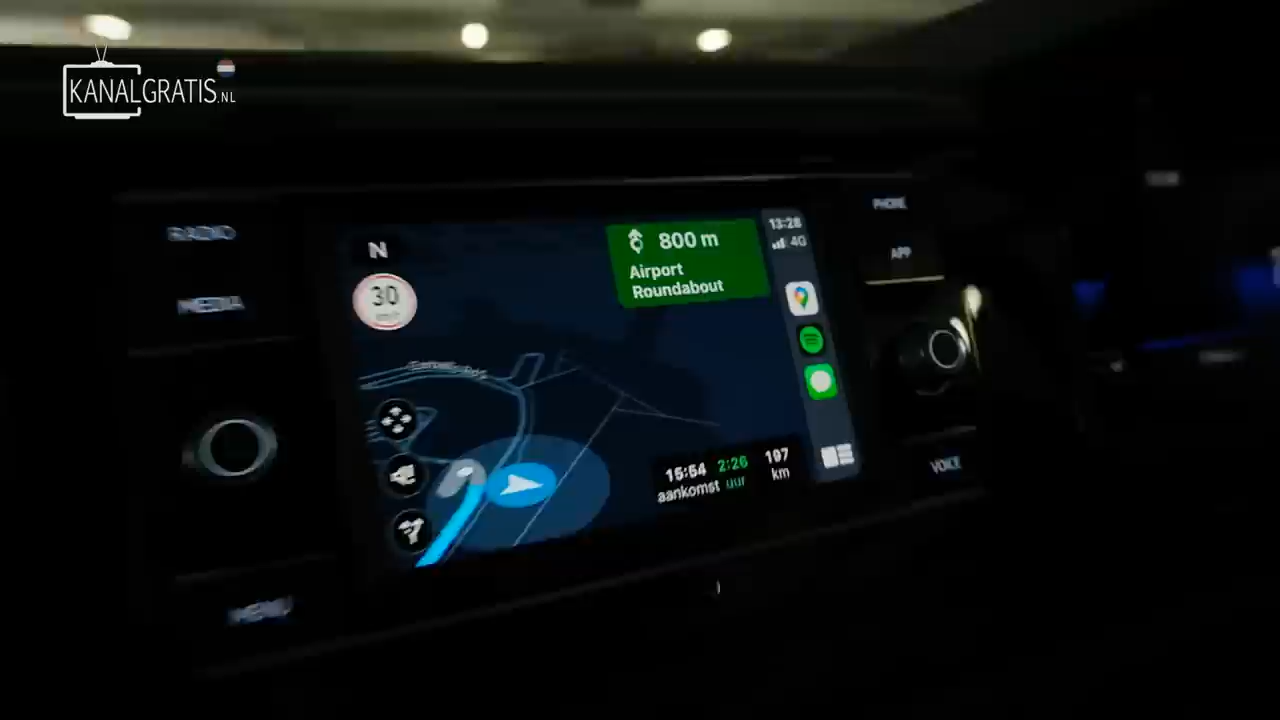 KANALGRATIS.NL
RADIO
MEDIA
MENU
N
30
800 m
Airport
Roundabout
13:28
4G
15:54 2:26 197
aankomst uur km
PHONE
APP
VOICE